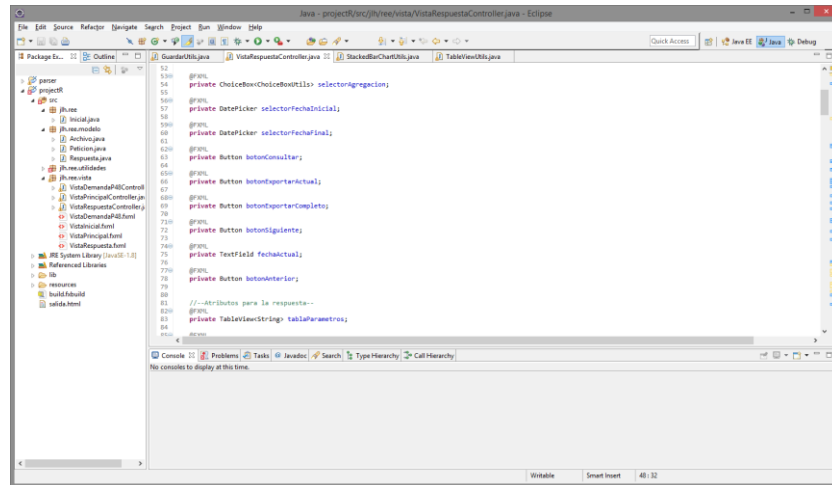 Java - projectR/src/jlh/ree/vista/VistaRespuestaController.java - Eclipse
File Edit Source Refactor Navigate Search Project Run Window Help
Quick Access
Java EE
Java
Debug
Package Ex...
Outline
GuardarUtils.java
VistaRespuestaController.java
StackedBarChartUtils.java
TableViewUtils.java
parser
projectR
src
jlh.ree
Inicial.java
jlh.ree.modelo
Archivo.java
Peticion.java
Respuesta.java
jlh.ree.utilidades
jlh.ree.vista
VistaDemandaP48Controll
VistaPrincipalController.ja
VistaRespuestaController.j
VistaDemandaP48.fxml
VistaInicial.fxml
VistaPrincipal.fxml
VistaRespuesta.fxml
JRE System Library [JavaSE-1.8]
Referenced Libraries
lib
resources
build.fxbuild
salida.html
52
53 @FXML
54 private ChoiceBox<ChoiceBoxUtils> selectorAgregacion;
55
56 @FXML
57 private DatePicker selectorFechaInicial;
58
59 @FXML
60 private DatePicker selectorFechaFinal;
61
62 @FXML
63 private Button botonConsultar;
64
65 @FXML
66 private Button botonExportarActual;
67
68 @FXML
69 private Button botonExportarCompleto;
70
71 @FXML
72 private Button botonSiguiente;
73
74 @FXML
75 private TextField fechaActual;
76
77 @FXML
78 private Button botonAnterior;
79
80
81 //--Atributos para la respuesta--
82 @FXML
83 private TableView<String> tablaParametros;
84
85 @FXML
Console Problems Tasks Javadoc Search Type Hierarchy Call Hierarchy
No consoles to display at this time.
Writable Smart Insert 48 : 32